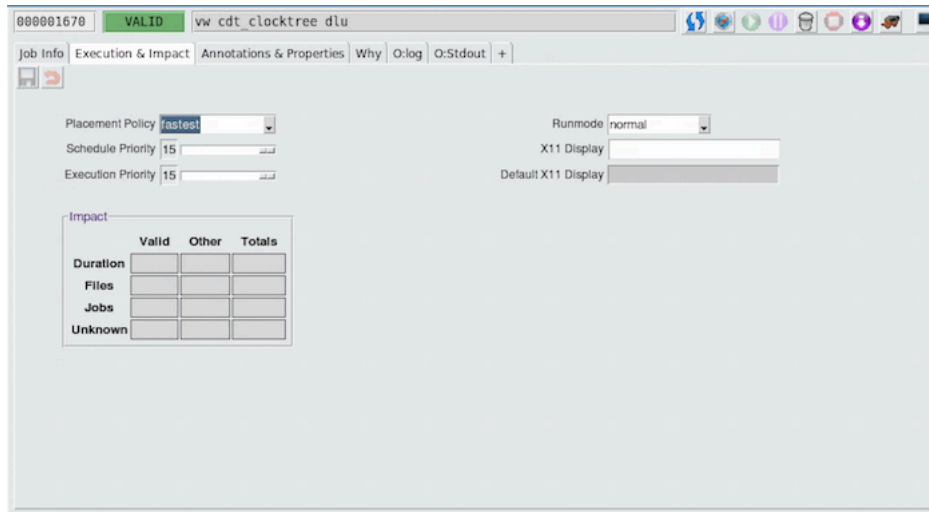 000001670 VALID vw cdt_clocktree dlu
Job Info Execution & Impact Annotations & Properties Why O:log O:Stdout +
Placement Policy fastest Runmode normal
Schedule Priority 15 X11 Display
Execution Priority 15 Default X11 Display
Impact
Valid Other Totals
Duration
Files
Jobs
Unknown